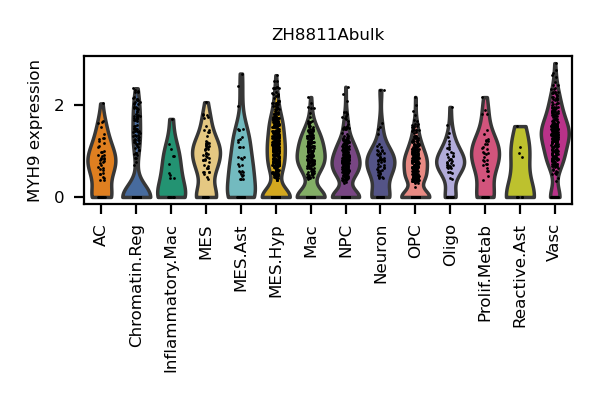 ZH8811Abulk
MYH9 expression
2
0
AC
Chromatin.Reg
Inflammatory.Mac
MES
MES.Ast
MES.Hyp
Mac
NPC
Neuron
OPC
Oligo
Prolif.Metab
Reactive.Ast
Vasc